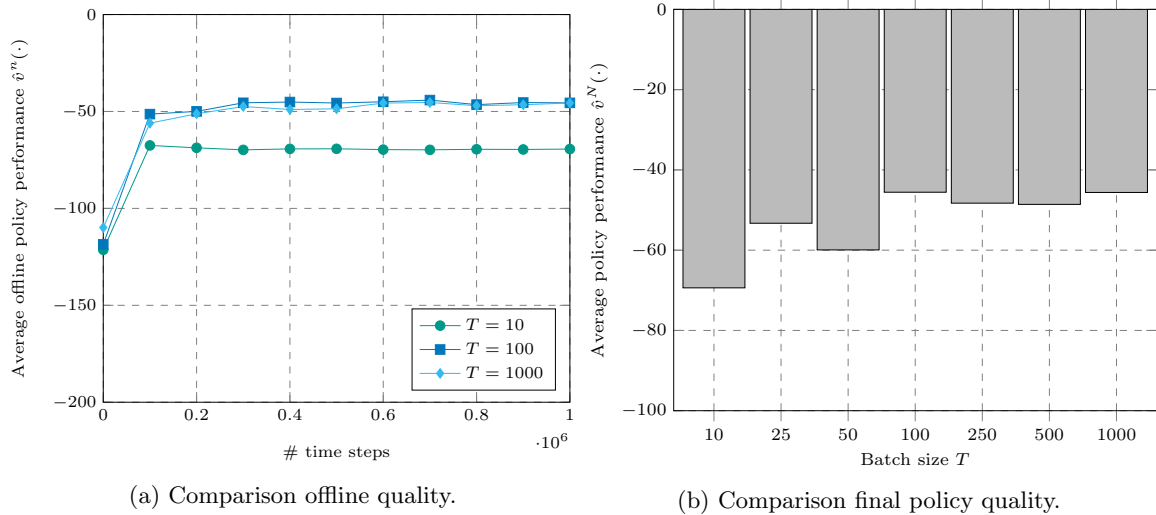 0
−50
−100
−150
−200
0
0.2
0.4
0.6
0.8
1
·10⁶
# time steps
Average offline policy performance v̂ⁿ(·)
T = 10
T = 100
T = 1000
(a) Comparison offline quality.
0
−20
−40
−60
−80
−100
10
25
50
100
250
500
1000
Batch size T
Average policy performance v̂ᴺ(·)
(b) Comparison final policy quality.